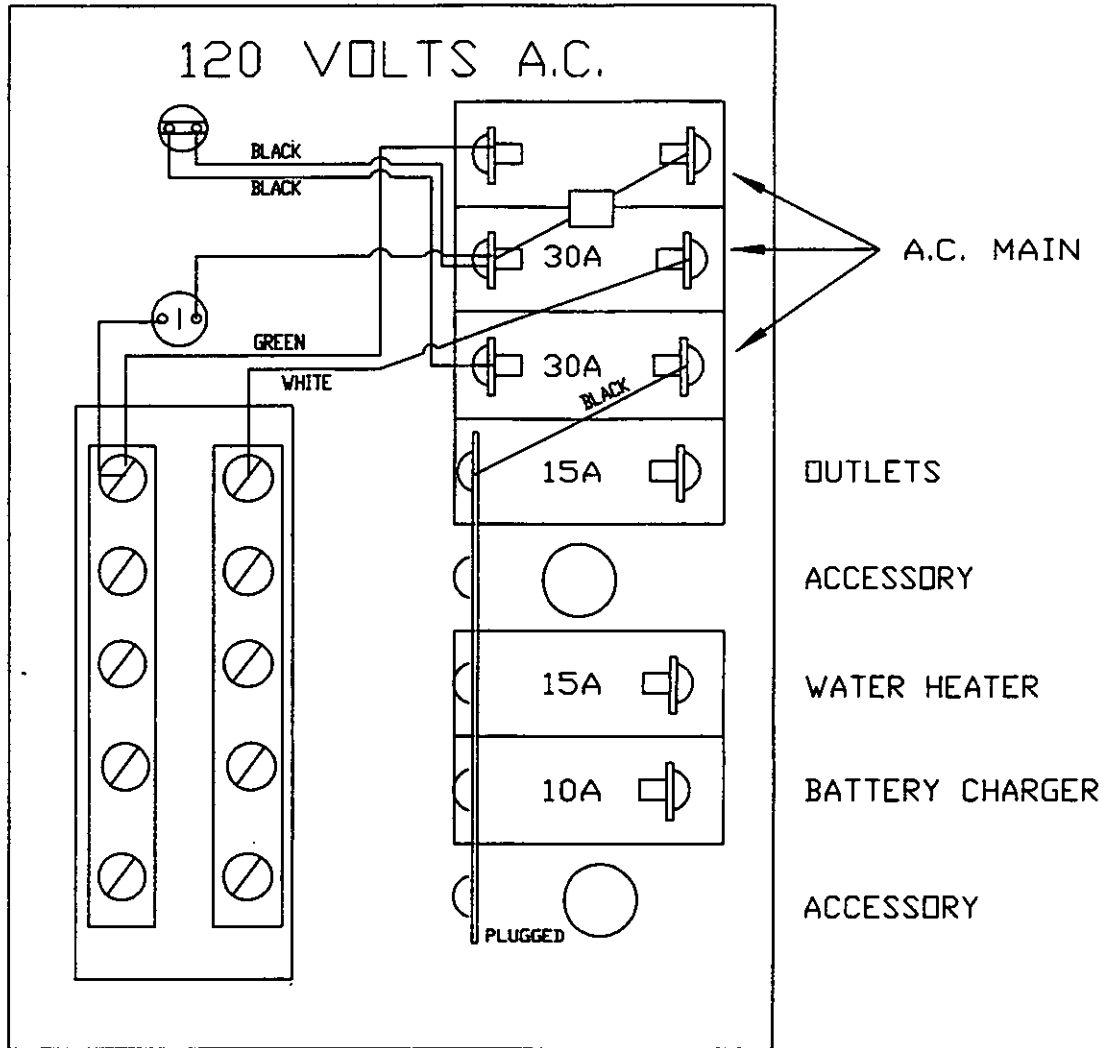 120 VOLTS A.C.
BLACK
BLACK
30A
A.C. MAIN
GREEN
30A
WHITE
BLACK
15A
OUTLETS
ACCESSORY
15A
WATER HEATER
10A
BATTERY CHARGER
ACCESSORY
PLUGGED